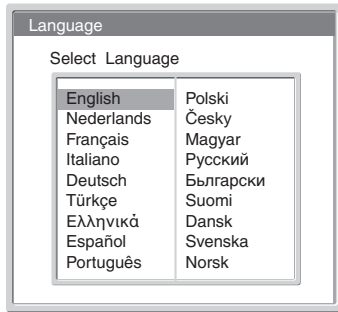 Language
Select Language
English
Nederlands
Français
Italiano
Deutsch
Türkçe
Ελληνικά
Español
Português
Polski
Česky
Magyar
Русский
Бьлгарски
Suomi
Dansk
Svenska
Norsk